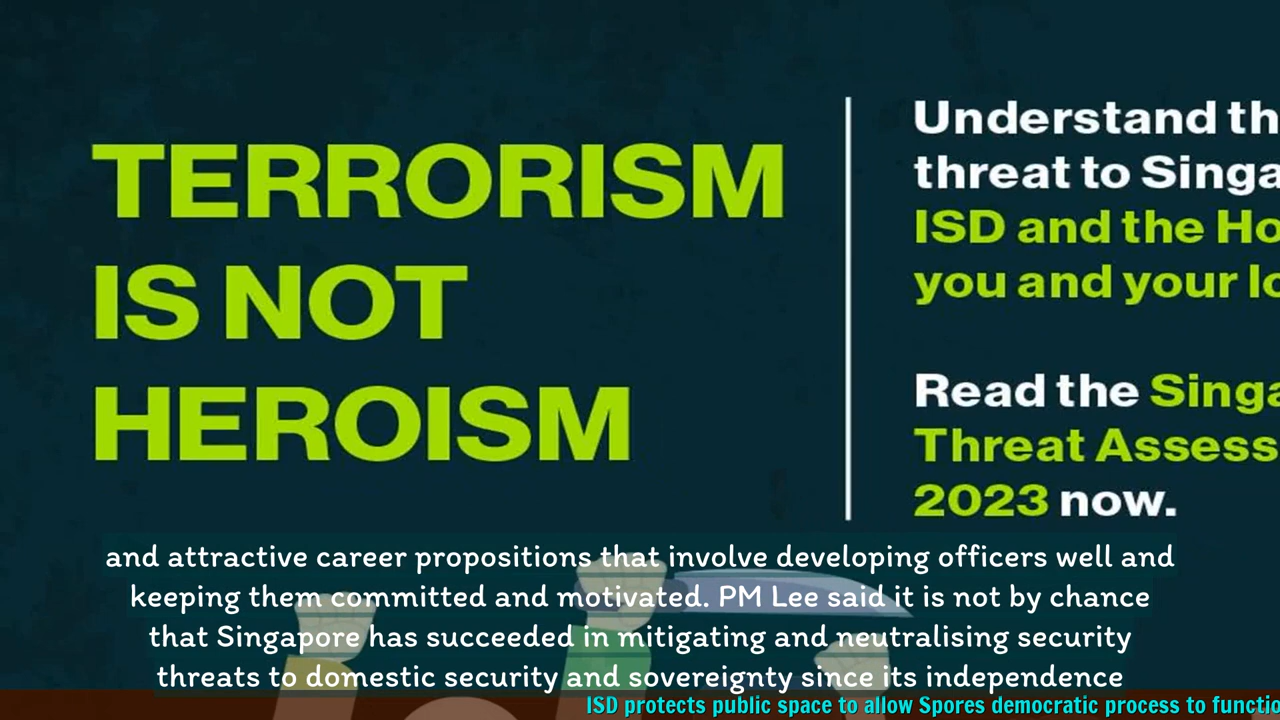 TERRORISM
IS NOT
HEROISM
Understand th
threat to Singa
ISD and the Ho
you and your lo
Read the Singa
Threat Assess
2023 now.
and attractive career propositions that involve developing officers well and
keeping them committed and motivated. PM Lee said it is not by chance
that Singapore has succeeded in mitigating and neutralising security
threats to domestic security and sovereignty since its independence
ISD protects public space to allow Spores democratic process to functio